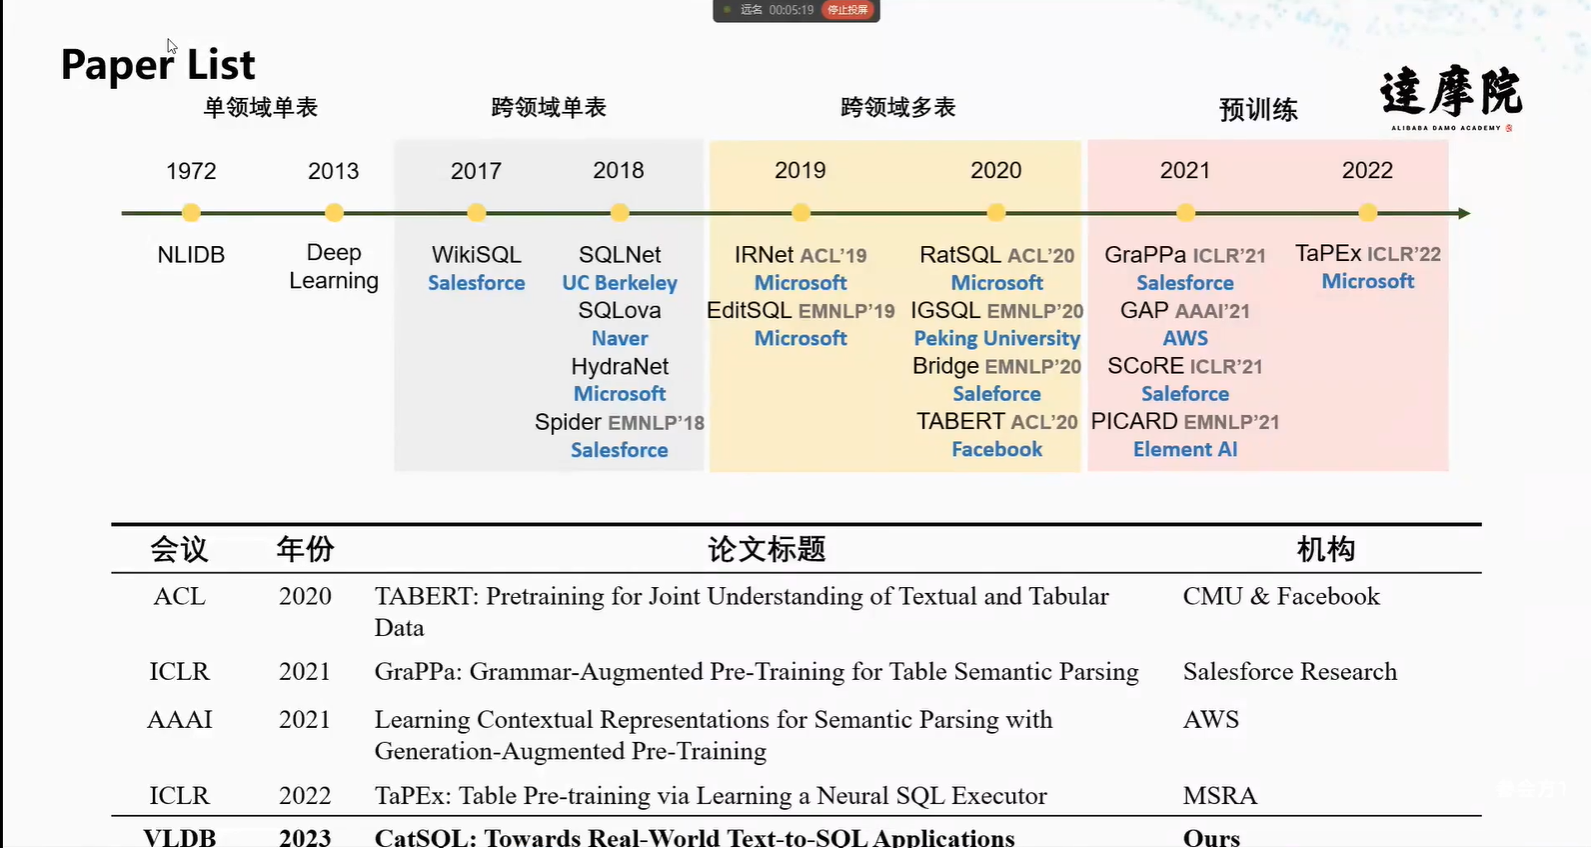 远名 00:05:19 停止投屏
Paper List
達摩院
ALIBABA DAMO ACADEMY
单领域单表 跨领域单表 跨领域多表 预训练
1972 2013 2017 2018 2019 2020 2021 2022
NLIDB
Deep
Learning
WikiSQL
Salesforce
SQLNet
UC Berkeley
SQLova
Naver
HydraNet
Microsoft
Spider EMNLP’18
Salesforce
IRNet ACL’19
Microsoft
EditSQL EMNLP’19
Microsoft
RatSQL ACL’20
Microsoft
IGSQL EMNLP’20
Peking University
Bridge EMNLP’20
Saleforce
TABERT ACL’20
Facebook
GraPPa ICLR’21
Salesforce
GAP AAAI’21
AWS
SCoRE ICLR’21
Saleforce
PICARD EMNLP’21
Element AI
TaPEx ICLR’22
Microsoft
会议 年份 论文标题 机构
ACL 2020 TABERT: Pretraining for Joint Understanding of Textual and Tabular CMU & Facebook
Data
ICLR 2021 GraPPa: Grammar-Augmented Pre-Training for Table Semantic Parsing Salesforce Research
AAAI 2021 Learning Contextual Representations for Semantic Parsing with AWS
Generation-Augmented Pre-Training
ICLR 2022 TaPEx: Table Pre-training via Learning a Neural SQL Executor MSRA
VLDB 2023 CatSQL: Towards Real-World Text-to-SQL Applications Ours